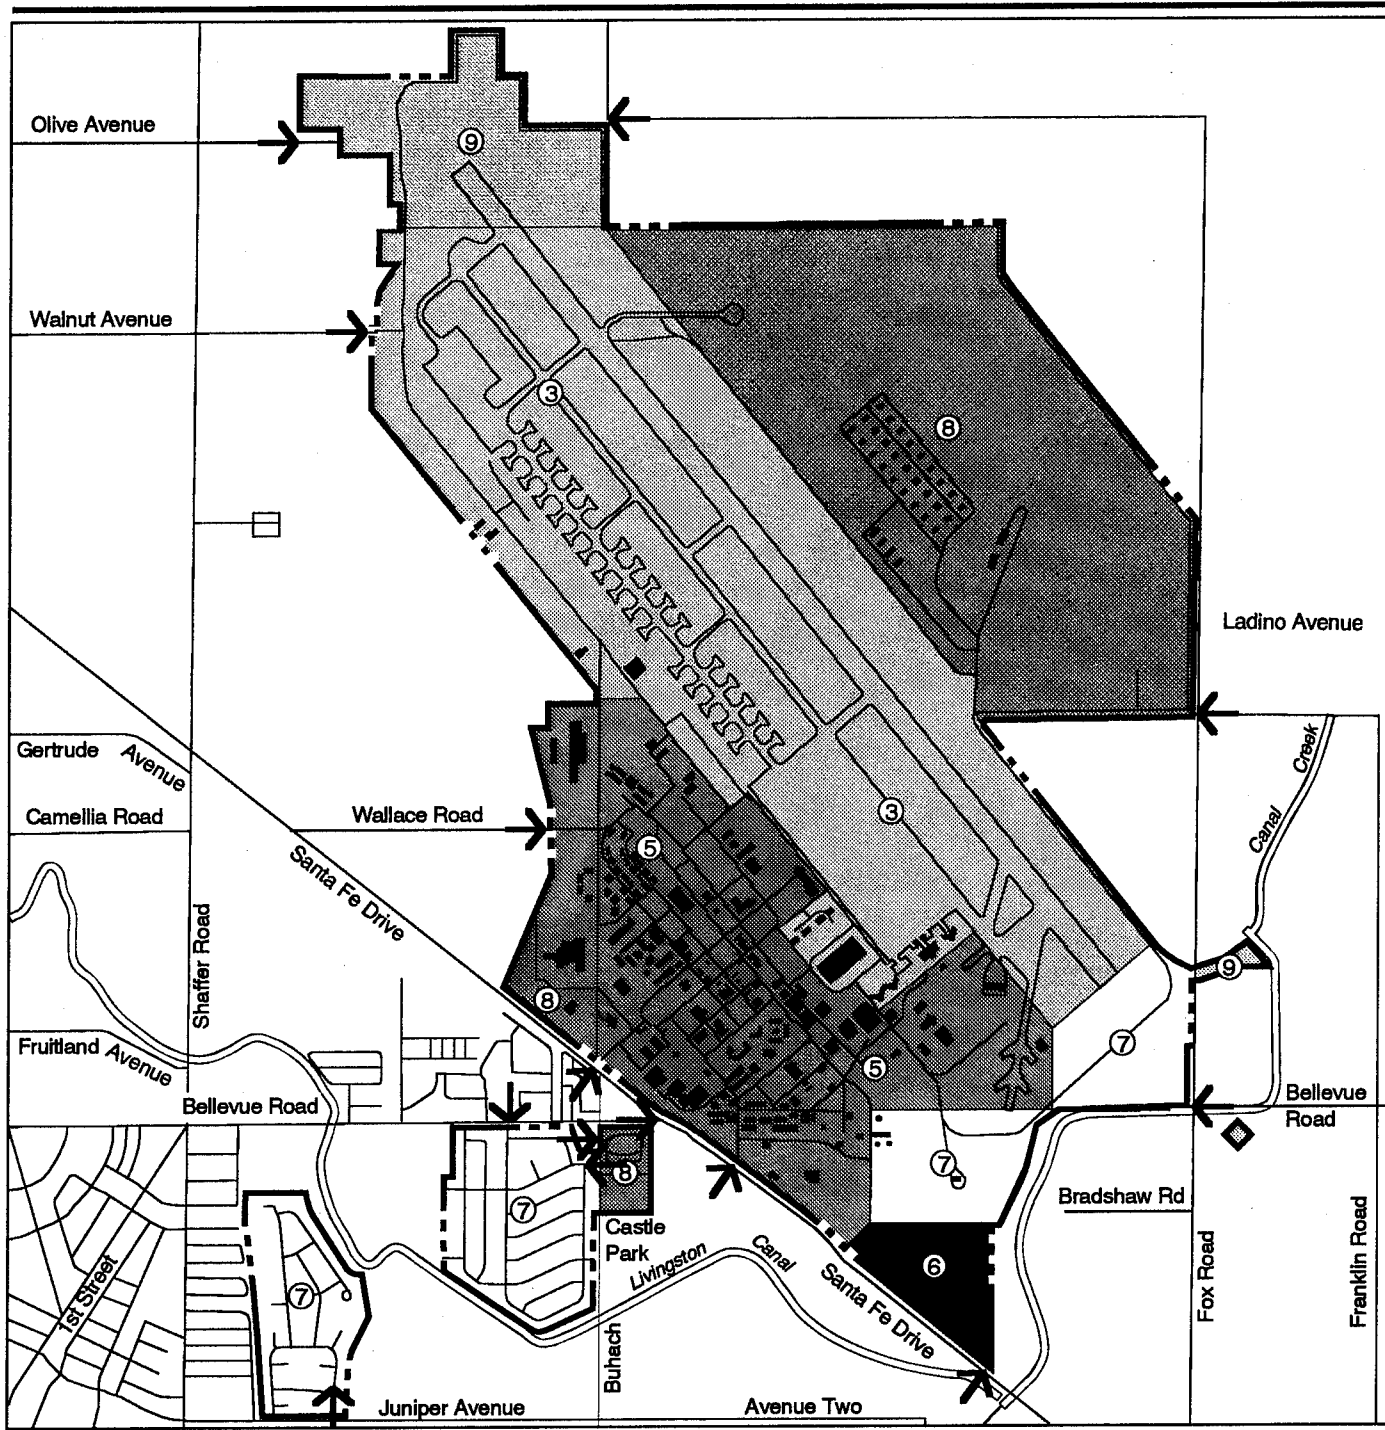 Olive Avenue
9
Walnut Avenue
3
8
Ladino Avenue
Gertrude Avenue
Camellia Road
Wallace Road
Santa Fe Drive
5
3
Canal Creek
Shaffer Road
8
9
Fruitland Avenue
7
5
Bellevue Road
Bellevue
Road
7
8
7
Bradshaw Rd
Castle
Park
Livingston Canal
Santa Fe Drive
6
Fox Road
Franklin Road
1st Street
7
Buhach
Juniper Avenue
Avenue Two